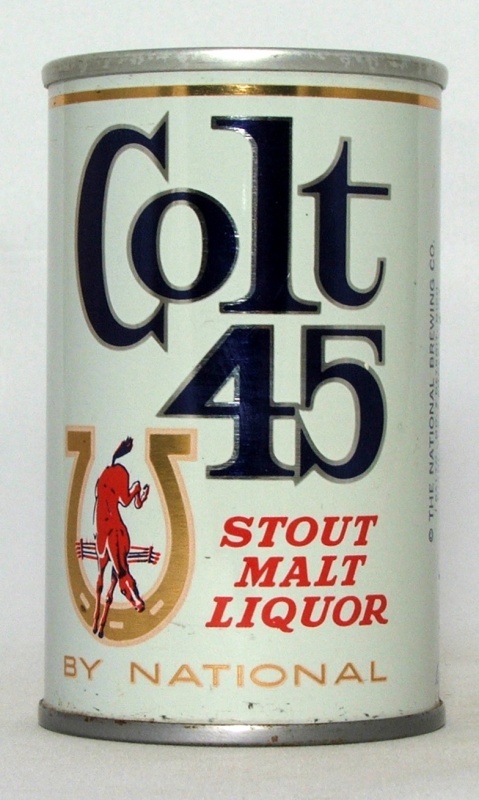 Colt
45
STOUT
MALT
LIQUOR
BY NATIONAL
© THE NATIONAL BREWING CO.